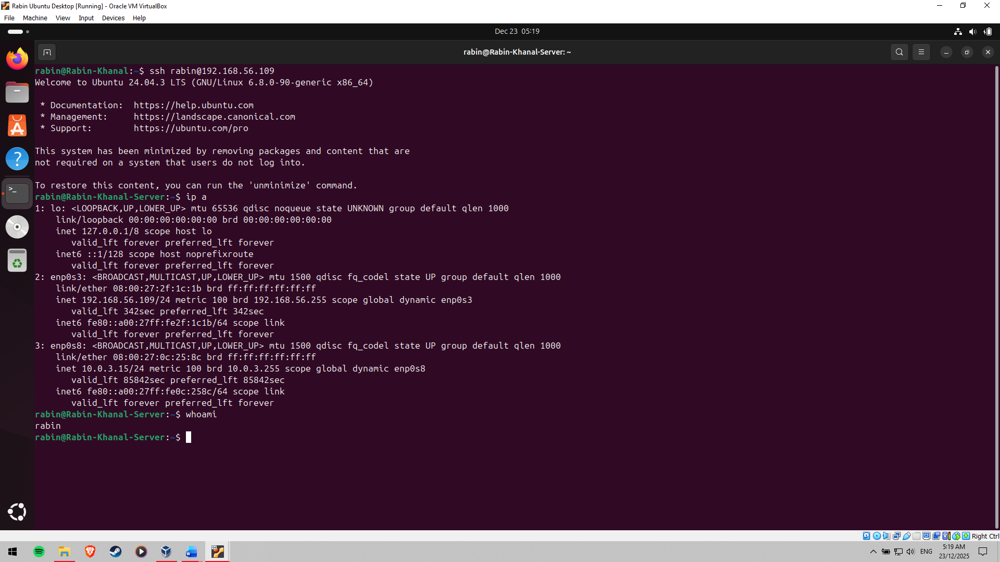 Rabin Ubuntu Desktop [Running] - Oracle VM VirtualBox
File Machine View Input Devices Help
Dec 23 05:19
rabin@Rabin-Khanal-Server: ~
rabin@Rabin-Khanal:~$ ssh rabin@192.168.56.109
Welcome to Ubuntu 24.04.3 LTS (GNU/Linux 6.8.0-90-generic x86_64)
* Documentation:  https://help.ubuntu.com
* Management:     https://landscape.canonical.com
* Support:        https://ubuntu.com/pro
This system has been minimized by removing packages and content that are
not required on a system that users do not log into.
To restore this content, you can run the 'unminimize' command.
rabin@Rabin-Khanal-Server:~$ ip a
1: lo: <LOOPBACK,UP,LOWER_UP> mtu 65536 qdisc noqueue state UNKNOWN group default qlen 1000
link/loopback 00:00:00:00:00:00 brd 00:00:00:00:00:00
inet 127.0.0.1/8 scope host lo
valid_lft forever preferred_lft forever
inet6 ::1/128 scope host noprefixroute
valid_lft forever preferred_lft forever
2: enp0s3: <BROADCAST,MULTICAST,UP,LOWER_UP> mtu 1500 qdisc fq_codel state UP group default qlen 1000
link/ether 08:00:27:2f:1c:1b brd ff:ff:ff:ff:ff:ff
inet 192.168.56.109/24 metric 100 brd 192.168.56.255 scope global dynamic enp0s3
valid_lft 342sec preferred_lft 342sec
inet6 fe80::a00:27ff:fe2f:1c1b/64 scope link
valid_lft forever preferred_lft forever
3: enp0s8: <BROADCAST,MULTICAST,UP,LOWER_UP> mtu 1500 qdisc fq_codel state UP group default qlen 1000
link/ether 08:00:27:0c:25:8c brd ff:ff:ff:ff:ff:ff
inet 10.0.3.15/24 metric 100 brd 10.0.3.255 scope global dynamic enp0s8
valid_lft 85842sec preferred_lft 85842sec
inet6 fe80::a00:27ff:fe0c:258c/64 scope link
valid_lft forever preferred_lft forever
rabin@Rabin-Khanal-Server:~$ whoami
rabin
rabin@Rabin-Khanal-Server:~$
Right Ctrl
ENG
5:19 AM
23/12/2025